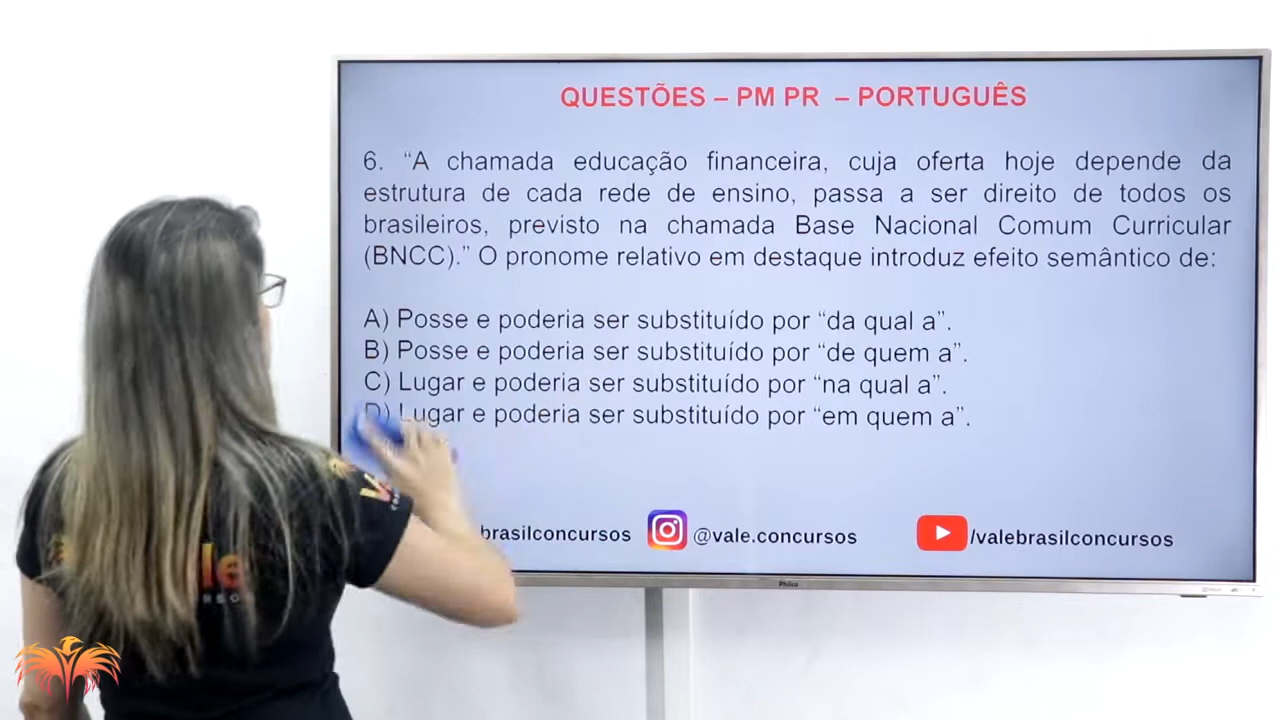 QUESTÕES – PM PR – PORTUGUÊS
6. “A chamada educação financeira, cuja oferta hoje depende da
estrutura de cada rede de ensino, passa a ser direito de todos os
brasileiros, previsto na chamada Base Nacional Comum Curricular
(BNCC).” O pronome relativo em destaque introduz efeito semântico de:
A) Posse e poderia ser substituído por “da qual a”.
B) Posse e poderia ser substituído por “de quem a”.
C) Lugar e poderia ser substituído por “na qual a”.
D) Lugar e poderia ser substituído por “em quem a”.
brasilconcursos @vale.concursos /valebrasilconcursos
Philco